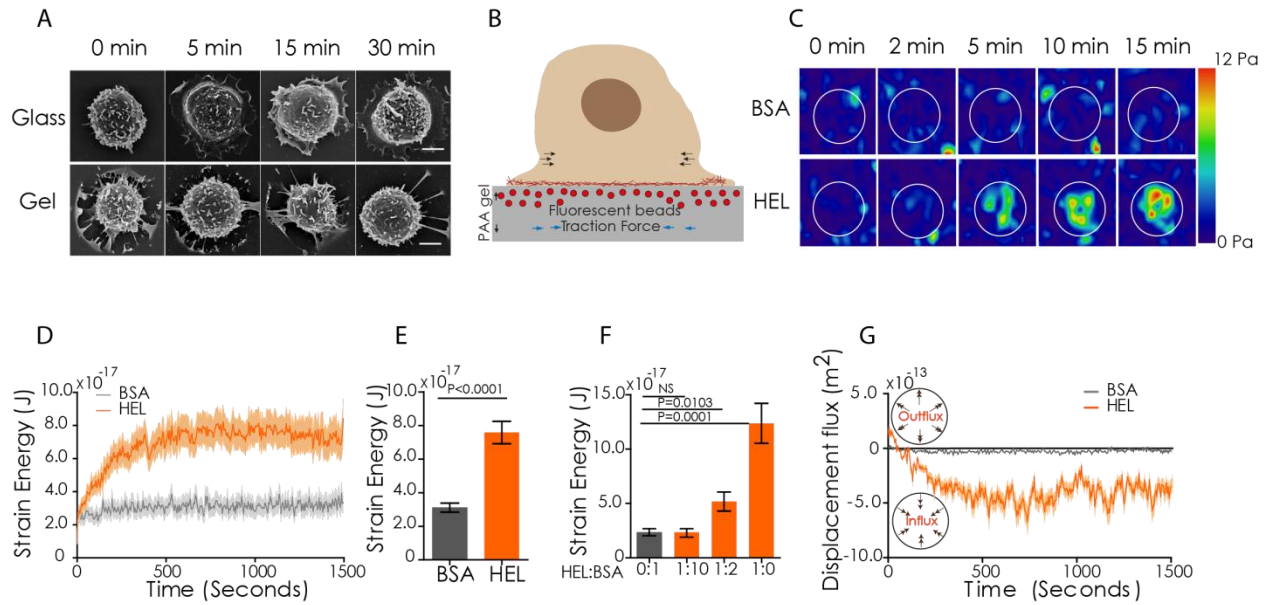 A
0 min 5 min 15 min 30 min
Glass
Gel
B
PAA gel
Fluorescent beads
Traction Force
C
0 min 2 min 5 min 10 min 15 min
BSA
HEL
12 Pa
0 Pa
D
×10⁻¹⁷
10.0
8.0
6.0
4.0
2.0
0
Strain Energy (J)
BSA
HEL
0 500 1000 1500
Time (Seconds)
E
×10⁻¹⁷
P<0.0001
10.0
8.0
6.0
4.0
2.0
0
Strain Energy (J)
BSA HEL
F
×10⁻¹⁷
NS
P=0.0103
P=0.0001
15.0
10.0
5.0
0
Strain Energy (J)
HEL:BSA 0:1 1:10 1:2 1:0
G
×10⁻¹³
5.0
0
-5.0
-10.0
Displacement flux (m²)
BSA
HEL
Outflux
Influx
0 500 1000 1500
Time (Seconds)